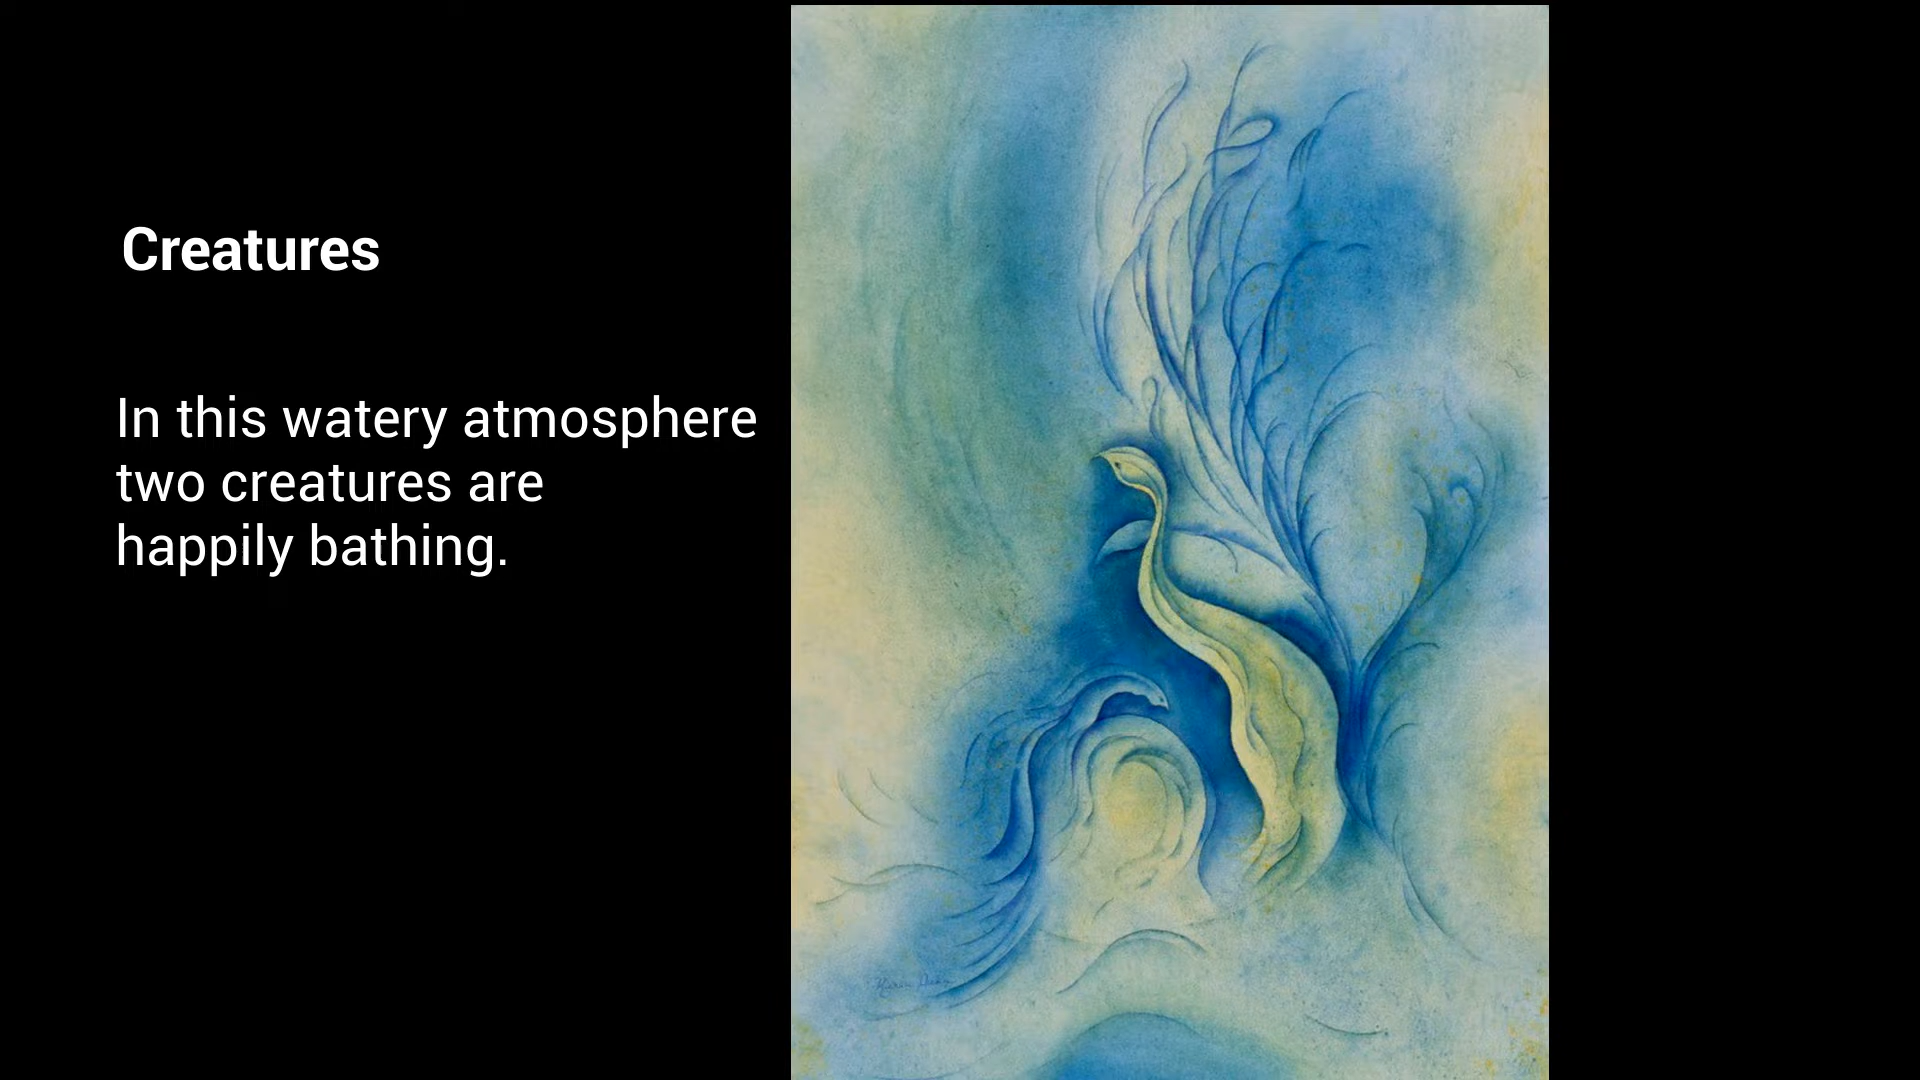 Creatures
In this watery atmosphere
two creatures are
happily bathing.